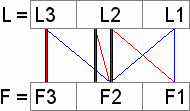 L = L3 L2 L1
F = F3 F2 F1